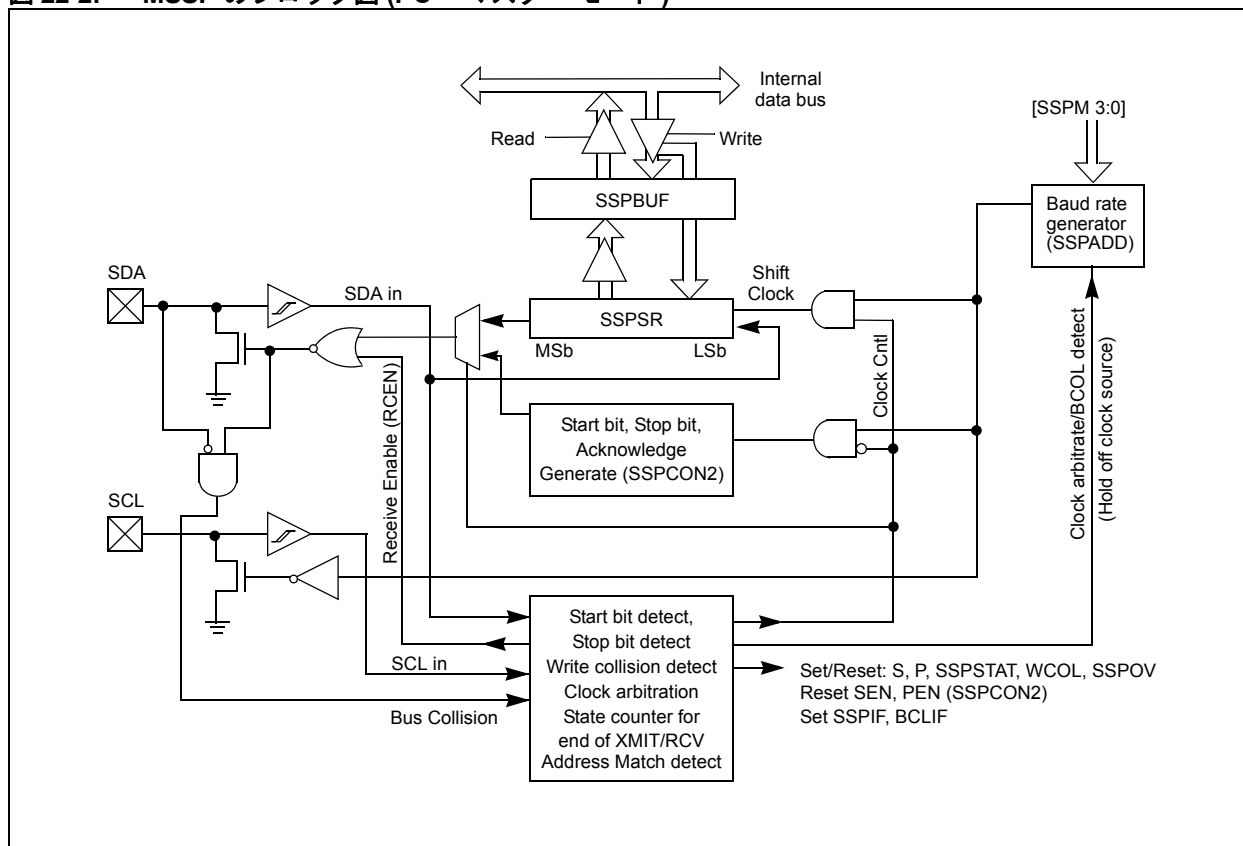 Internal
data bus
[SSPM 3:0]
Read
Write
SSPBUF
Baud rate
generator
(SSPADD)
SDA
SDA in
Shift
Clock
SSPSR
MSb
LSb
Start bit, Stop bit,
Acknowledge
Generate (SSPCON2)
Clock Cntl
Receive Enable (RCEN)
Clock arbitrate/BCOL detect
(Hold off clock source)
SCL
SCL in
Bus Collision
Start bit detect,
Stop bit detect
Write collision detect
Clock arbitration
State counter for
end of XMIT/RCV
Address Match detect
Set/Reset: S, P, SSPSTAT, WCOL, SSPOV
Reset SEN, PEN (SSPCON2)
Set SSPIF, BCLIF